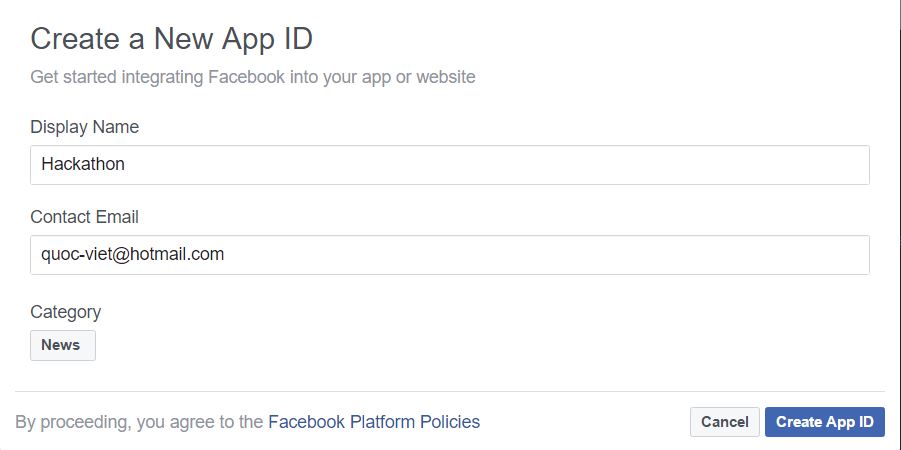 Create a New App ID
Get started integrating Facebook into your app or website
Display Name
Hackathon
Contact Email
quoc-viet@hotmail.com
Category
News
By proceeding, you agree to the Facebook Platform Policies
Cancel
Create App ID